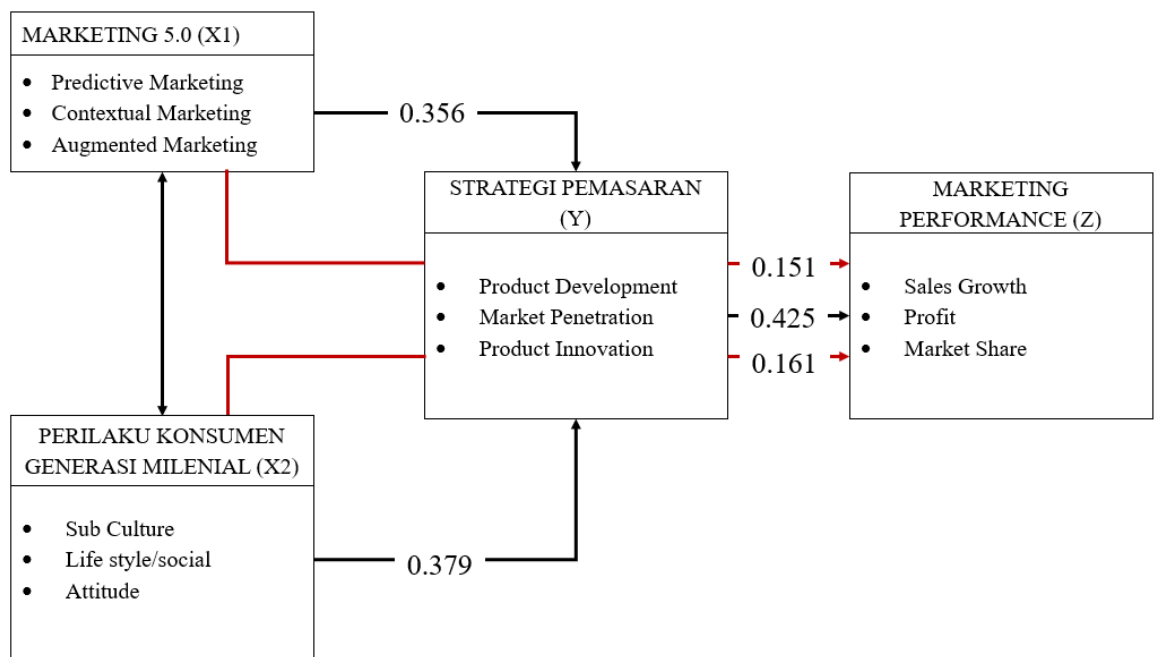 MARKETING 5.0 (X1)
• Predictive Marketing
• Contextual Marketing
• Augmented Marketing
0.356
STRATEGI PEMASARAN
(Y)
• Product Development
• Market Penetration
• Product Innovation
0.151
0.425
0.161
MARKETING
PERFORMANCE (Z)
• Sales Growth
• Profit
• Market Share
PERILAKU KONSUMEN
GENERASI MILENIAL (X2)
• Sub Culture
• Life style/social
• Attitude
0.379